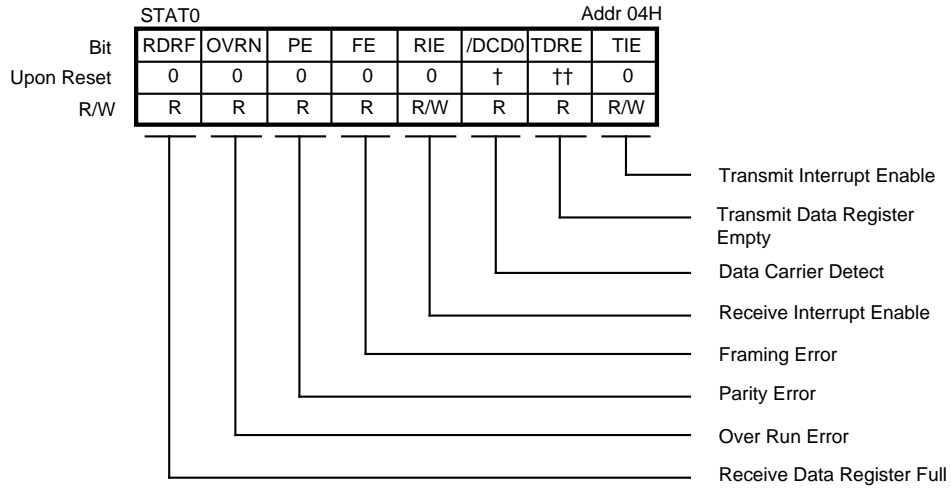 STAT0 Addr 04H
Bit RDRF OVRN PE FE RIE /DCD0 TDRE TIE
Upon Reset 0 0 0 0 0 † †† 0
R/W R R R R R/W R R R/W
Transmit Interrupt Enable
Transmit Data Register
Empty
Data Carrier Detect
Receive Interrupt Enable
Framing Error
Parity Error
Over Run Error
Receive Data Register Full